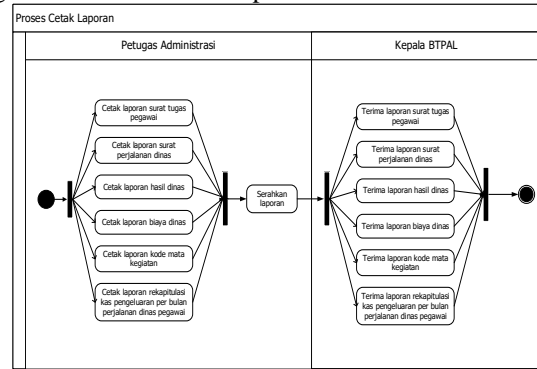 Proses Cetak Laporan
Petugas Administrasi
Kepala BTPAL
Cetak laporan surat tugas
pegawai
Cetak laporan surat
perjalanan dinas
Cetak laporan hasil dinas
Cetak laporan biaya dinas
Cetak laporan kode mata
kegiatan
Cetak laporan rekapitulasi
kas pengeluaran per bulan
perjalanan dinas pegawai
Serahkan
laporan
Terima laporan surat tugas
pegawai
Terima laporan surat
perjalanan dinas
Terima laporan hasil dinas
Terima laporan biaya dinas
Terima laporan kode mata
kegiatan
Terima laporan rekapitulasi
kas pengeluaran per bulan
perjalanan dinas pegawai